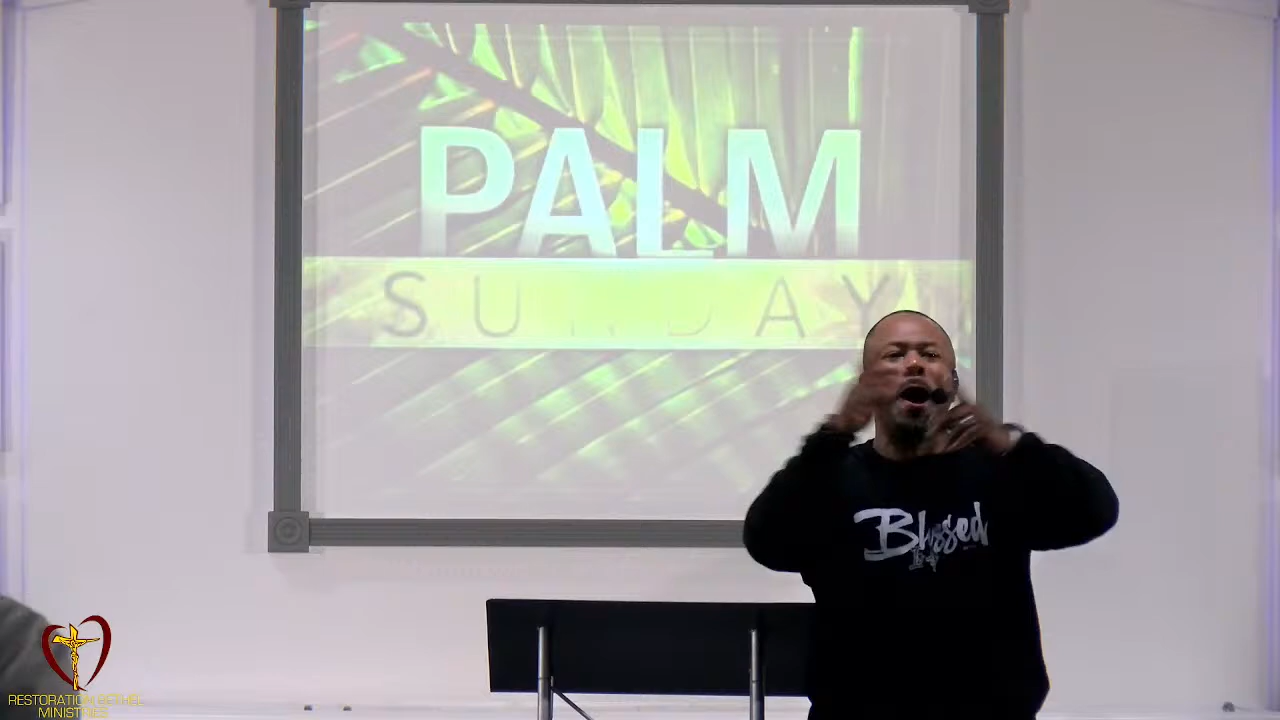 PALM
SUNDAY
Blessed
RESTORATION BETHEL
MINISTRIES